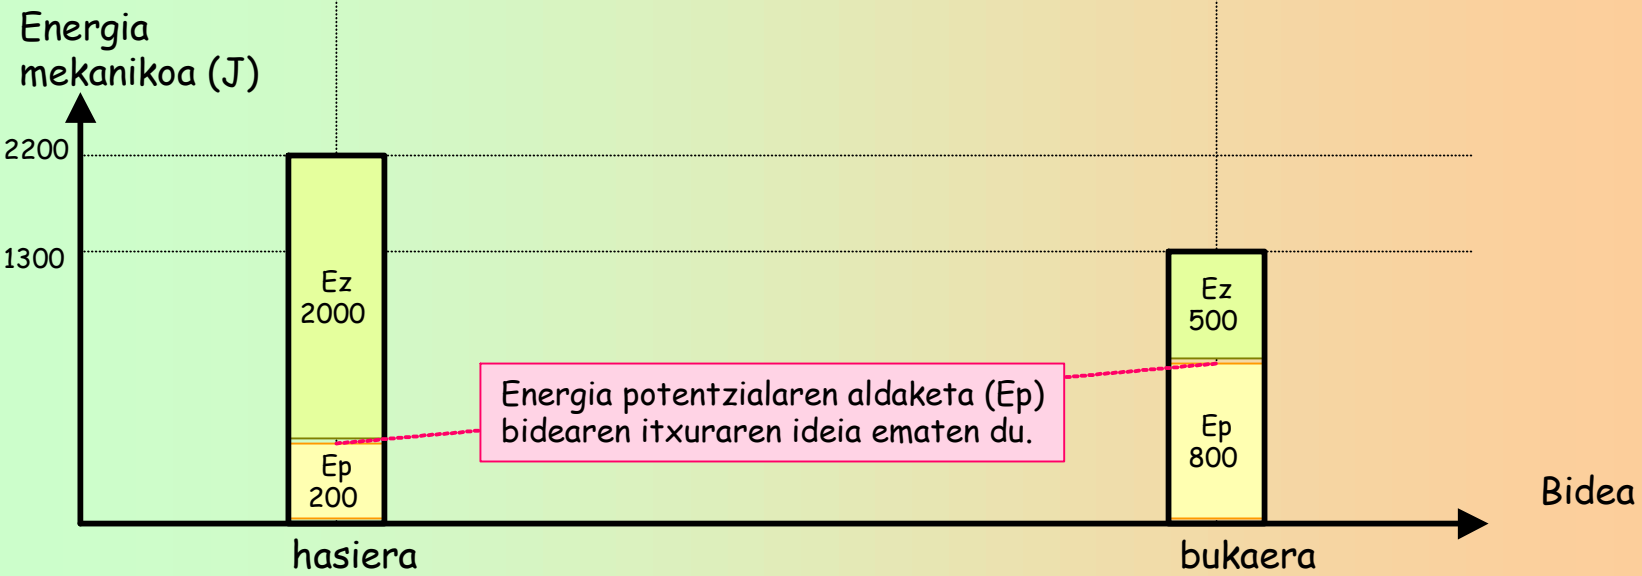 Energia
mekanikoa (J)
2200
1300
Ez
2000
Ep
200
Energia potentzialaren aldaketa (Ep)
bidearen itxuraren ideia ematen du.
Ez
500
Ep
800
Bidea
hasiera
bukaera